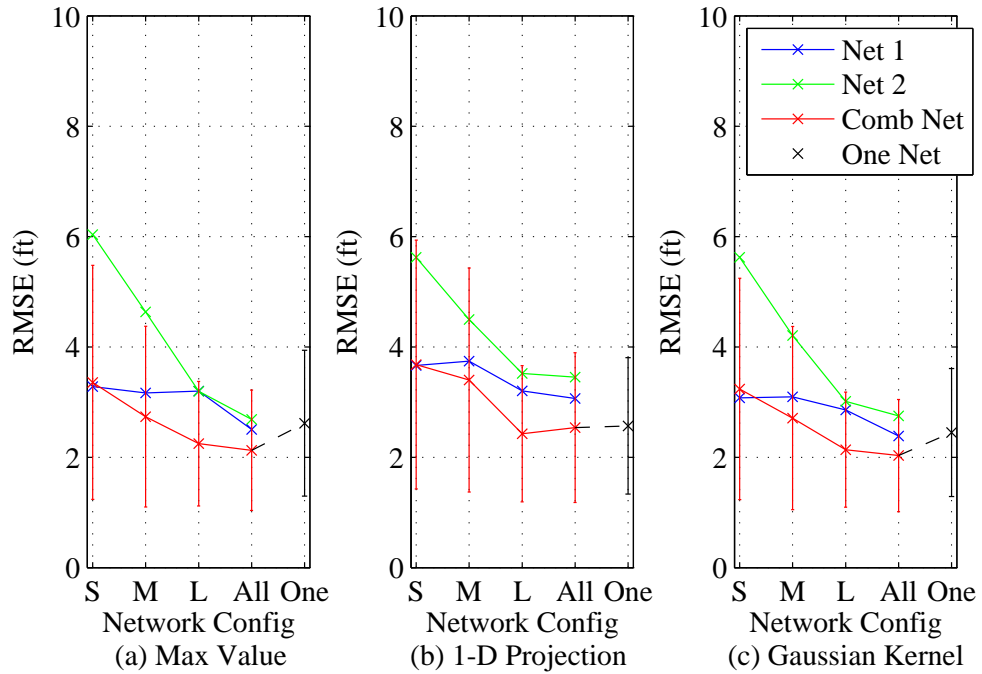 RMSE (ft)
10
8
6
4
2
0
S M L All One
Network Config
(a) Max Value
RMSE (ft)
10
8
6
4
2
0
S M L All One
Network Config
(b) 1-D Projection
RMSE (ft)
10
8
6
4
2
0
S M L All One
Network Config
(c) Gaussian Kernel
Net 1
Net 2
Comb Net
One Net